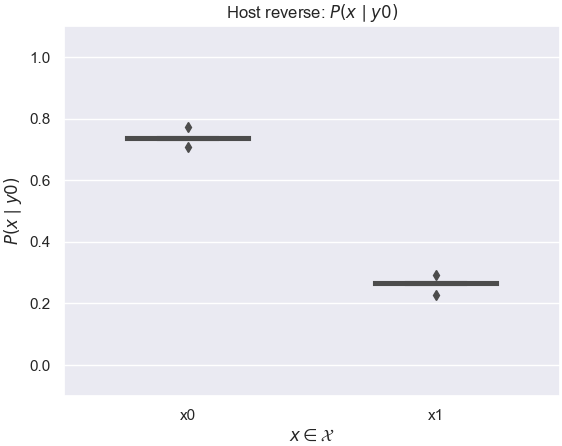 Host reverse: P(x | y0)
1.0
0.8
0.6
0.4
0.2
0.0
P(x | y0)
x0
x1
x ∈ 𝒳